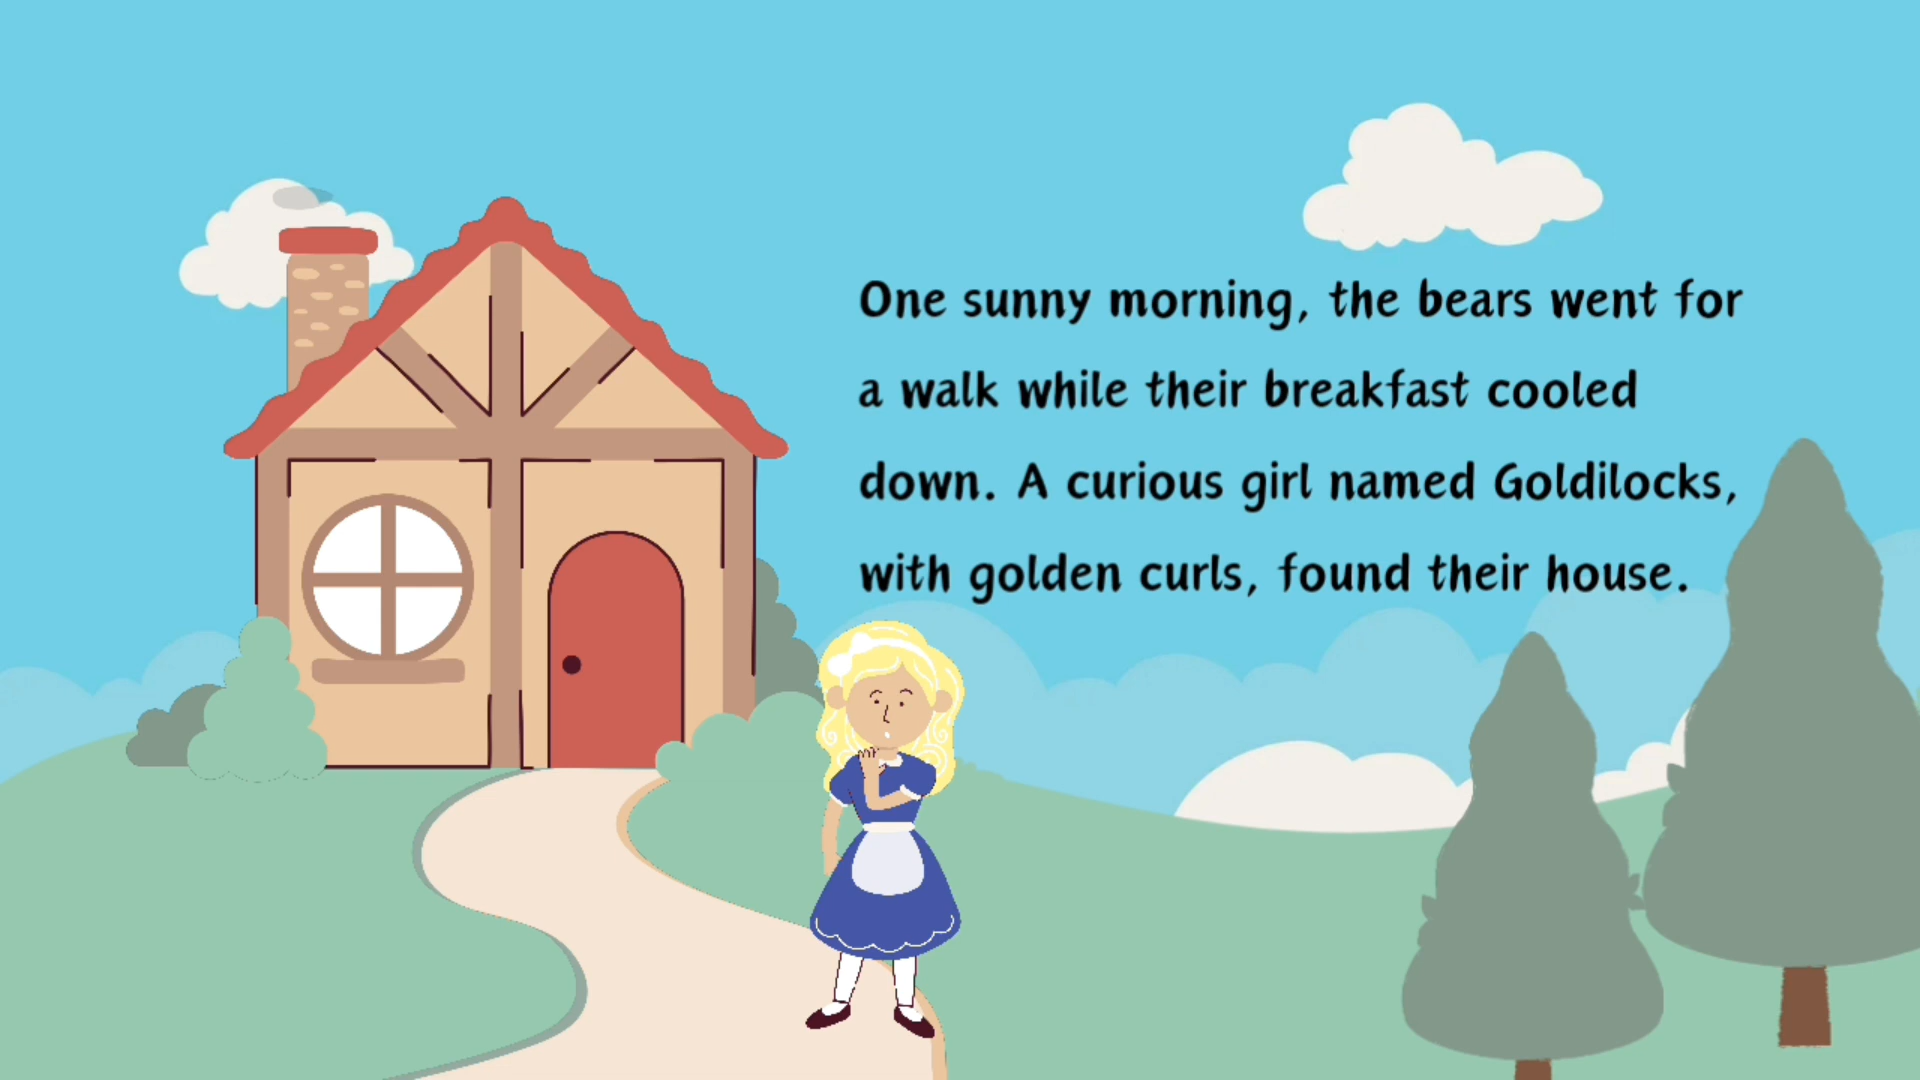 One sunny morning, the bears went for
a walk while their breakfast cooled
down. A curious girl named Goldilocks,
with golden curls, found their house.